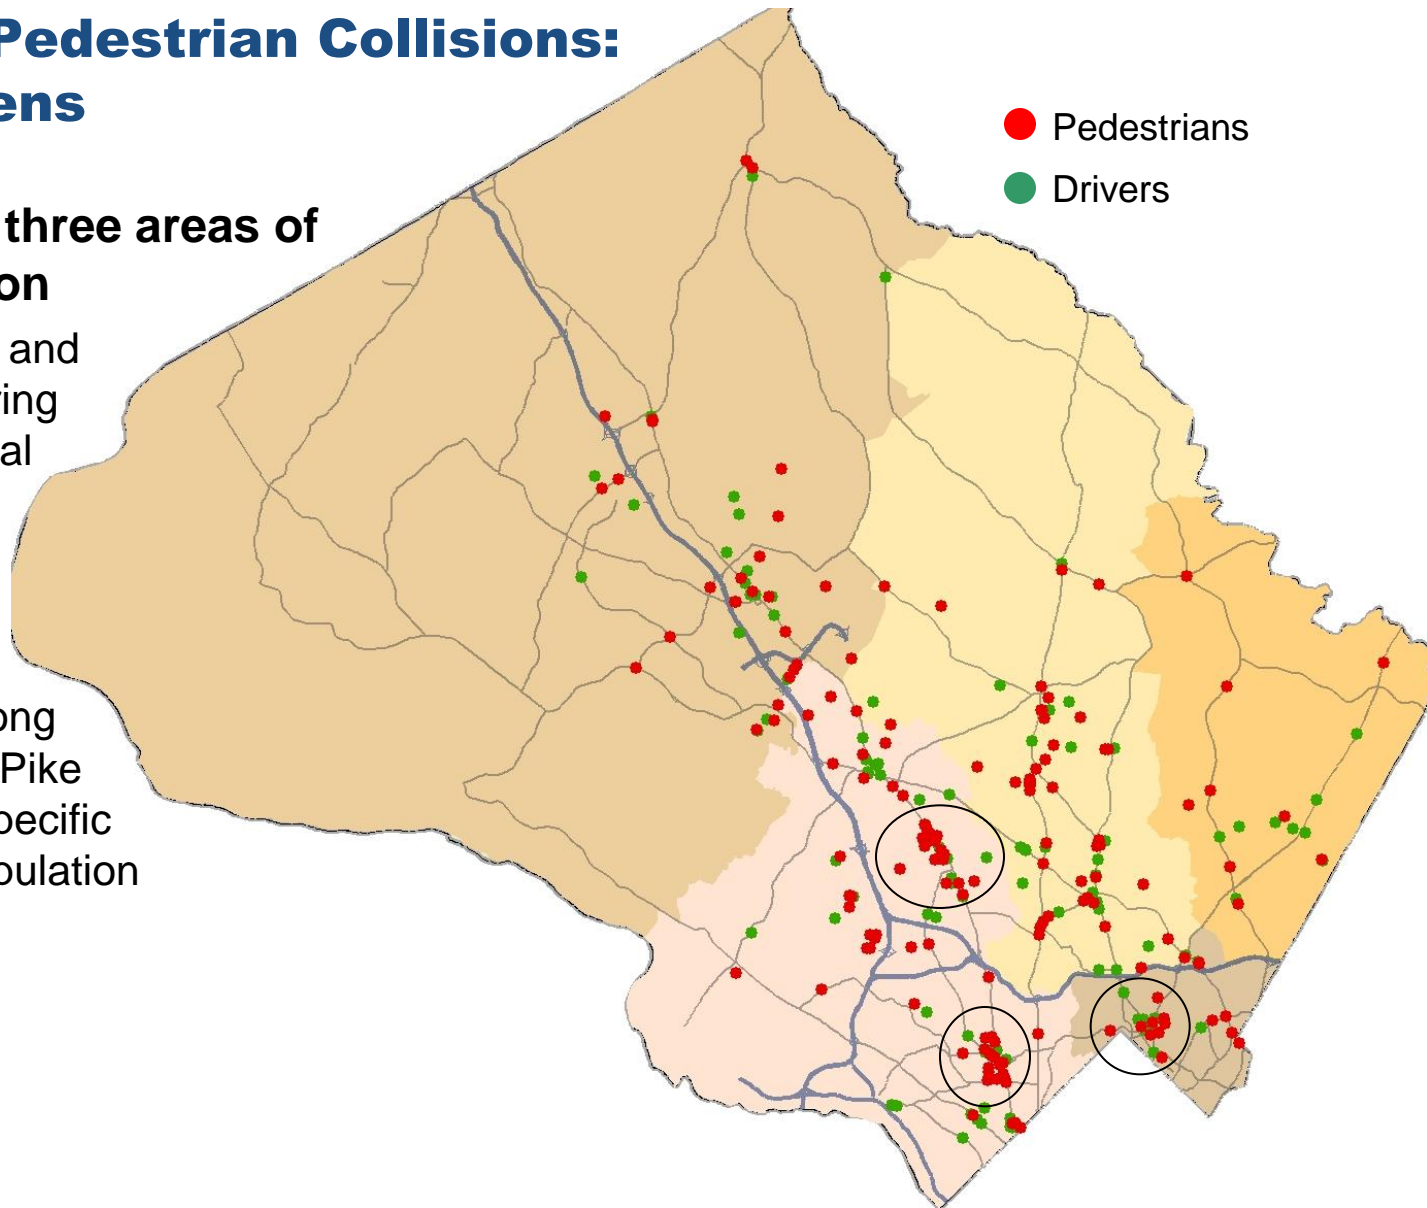 Pedestrian Collisions:
ens
three areas of
on
and
ing
al
ong
Pike
pecific
pulation
Pedestrians
Drivers